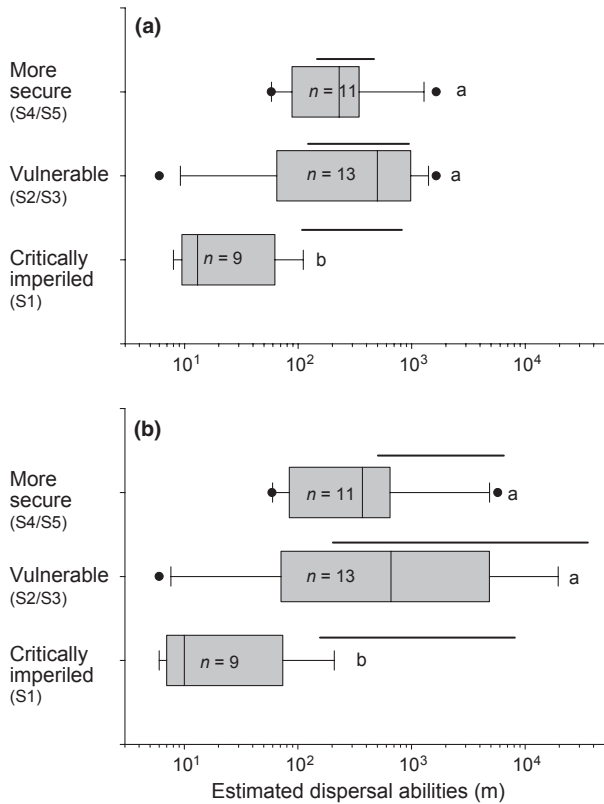 (a)
More
secure
(S4/S5)
n = 11
a
Vulnerable
(S2/S3)
n = 13
a
Critically
imperiled
(S1)
n = 9
b
10¹ 10² 10³ 10⁴
(b)
More
secure
(S4/S5)
n = 11
a
Vulnerable
(S2/S3)
n = 13
a
Critically
imperiled
(S1)
n = 9
b
10¹ 10² 10³ 10⁴
Estimated dispersal abilities (m)